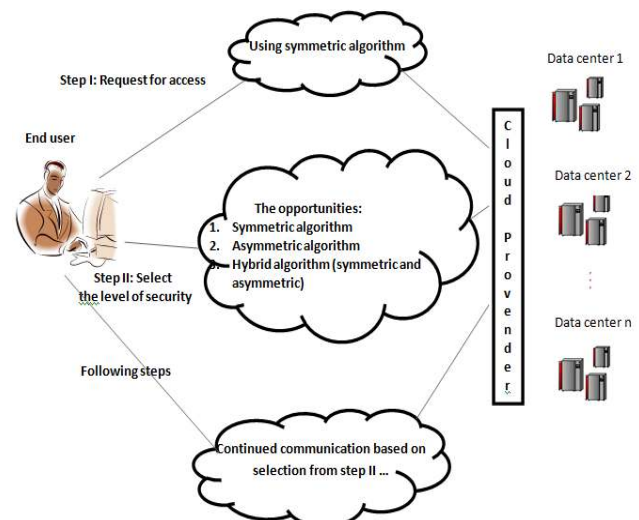 Using symmetric algorithm
Step I: Request for access
Data center 1
End user
C
l
o
u
d
P
r
o
v
e
n
d
e
r
Data center 2
The opportunities:
1. Symmetric algorithm
2. Asymmetric algorithm
3. Hybrid algorithm (symmetric and
asymmetric)
Step II: Select
the level of security
Data center n
Following steps
Continued communication based on
selection from step II ...